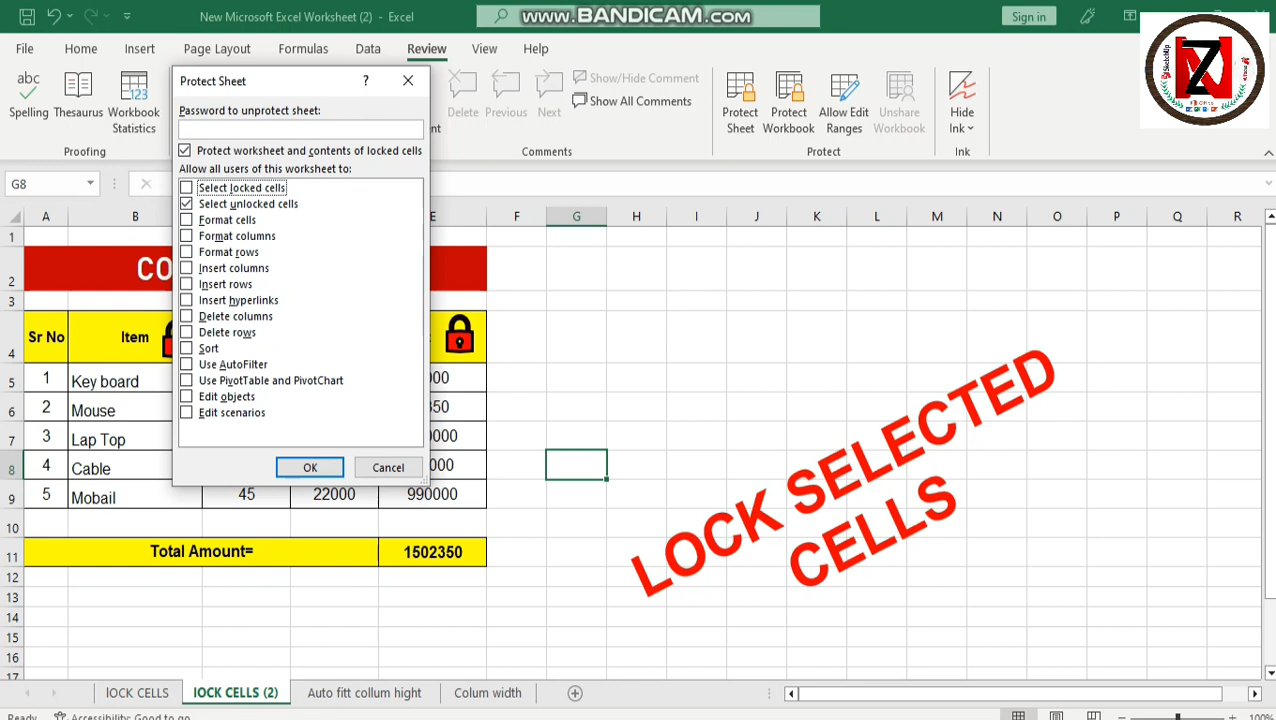 New Microsoft Excel Worksheet (2) - Excel
www.BANDICAM.com
Sign in
File Home Insert Page Layout Formulas Data Review View Help
abc
Spelling
Thesaurus
123
Workbook
Statistics
Proofing
Delete
Previous
Next
Show/Hide Comment
Show All Comments
Comments
Protect
Sheet
Protect
Workbook
Allow Edit
Ranges
Unshare
Workbook
Protect
Hide
Ink
Ink
Z
Office
Protect Sheet
?
Password to unprotect sheet:
Protect worksheet and contents of locked cells
Allow all users of this worksheet to:
Select locked cells
Select unlocked cells
Format cells
Format columns
Format rows
Insert columns
Insert rows
Insert hyperlinks
Delete columns
Delete rows
Sort
Use AutoFilter
Use PivotTable and PivotChart
Edit objects
Edit scenarios
OK Cancel
G8
A B E F G H I J K L M N O P Q R
1
2 CO
3
4 Sr No Item
5 1 Key board 000
6 2 Mouse 350
7 3 Lap Top 0000
8 4 Cable 000
9 5 Mobail 45 22000 990000
10
11 Total Amount= 1502350
12
13
14
15
16
17
LOCK SELECTED
CELLS
lOCK CELLS lOCK CELLS (2) Auto fitt collum hight Colum width
Ready Accessibility: Good to go 100%